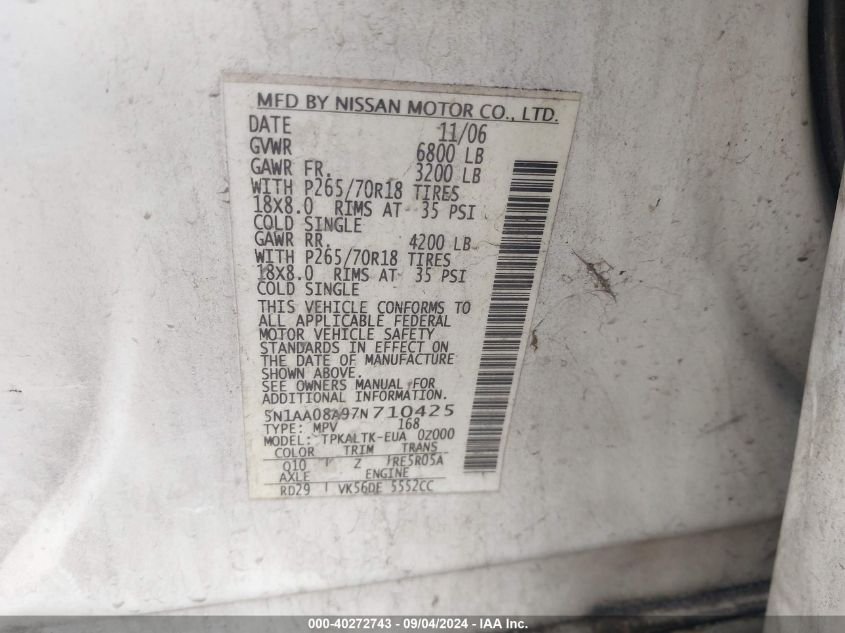 MFD BY NISSAN MOTOR CO., LTD.
DATE 11/06
GVWR 6800 LB
GAWR FR. 3200 LB
WITH P265/70R18 TIRES
18X8.0 RIMS AT 35 PSI
COLD SINGLE
GAWR RR. 4200 LB
WITH P265/70R18 TIRES
18X8.0 RIMS AT 35 PSI
COLD SINGLE
THIS VEHICLE CONFORMS TO
ALL APPLICABLE FEDERAL
MOTOR VEHICLE SAFETY
STANDARDS IN EFFECT ON
THE DATE OF MANUFACTURE
SHOWN ABOVE.
SEE OWNERS MANUAL FOR
ADDITIONAL INFORMATION.
5N1AA08A97N710425
TYPE: MPV 168
MODEL: TPKALTK-EUA 0Z000
COLOR TRIM TRANS
Q10 Z RE5R05A
AXLE ENGINE
RD29 VK56DE 5552CC
000-40272743 - 09/04/2024 - IAA Inc.